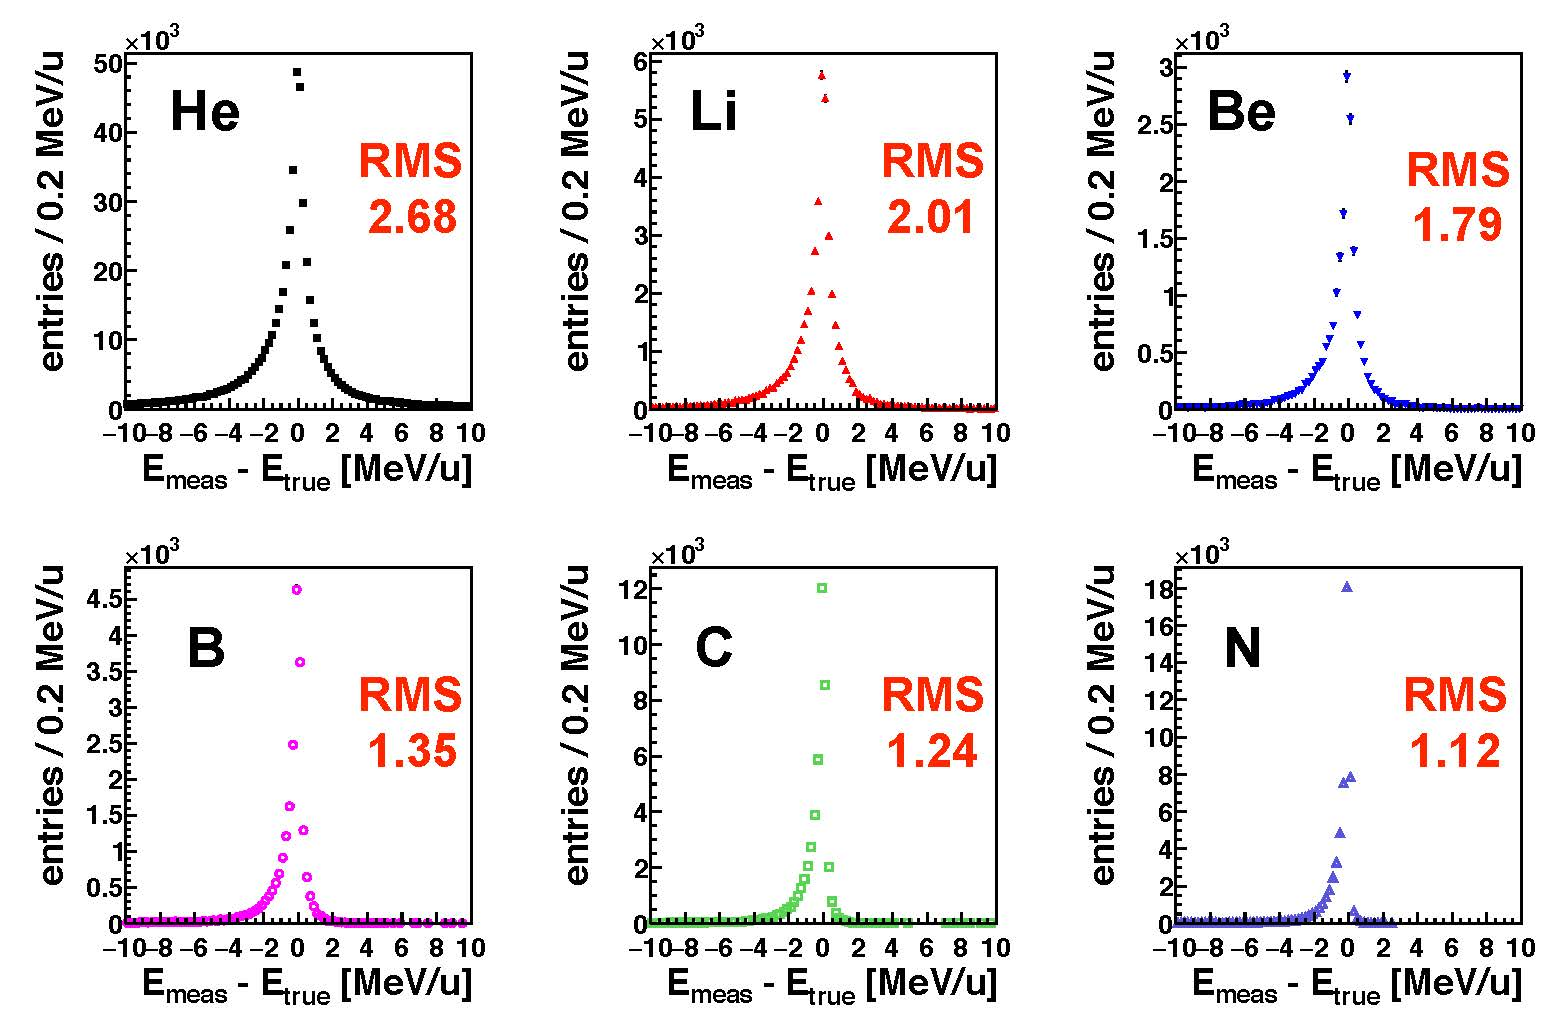 ×10³
entries / 0.2 MeV/u
50
40
30
20
10
0
He
RMS
2.68
−10 −8 −6 −4 −2 0 2 4 6 8 10
E_meas - E_true [MeV/u]
×10³
entries / 0.2 MeV/u
6
5
4
3
2
1
0
Li
RMS
2.01
−10 −8 −6 −4 −2 0 2 4 6 8 10
E_meas - E_true [MeV/u]
×10³
entries / 0.2 MeV/u
3
2.5
2
1.5
1
0.5
0
Be
RMS
1.79
−10 −8 −6 −4 −2 0 2 4 6 8 10
E_meas - E_true [MeV/u]
×10³
entries / 0.2 MeV/u
4.5
4
3.5
3
2.5
2
1.5
1
0.5
0
B
RMS
1.35
−10 −8 −6 −4 −2 0 2 4 6 8 10
E_meas - E_true [MeV/u]
×10³
entries / 0.2 MeV/u
12
10
8
6
4
2
0
C
RMS
1.24
−10 −8 −6 −4 −2 0 2 4 6 8 10
E_meas - E_true [MeV/u]
×10³
entries / 0.2 MeV/u
18
16
14
12
10
8
6
4
2
0
N
RMS
1.12
−10 −8 −6 −4 −2 0 2 4 6 8 10
E_meas - E_true [MeV/u]